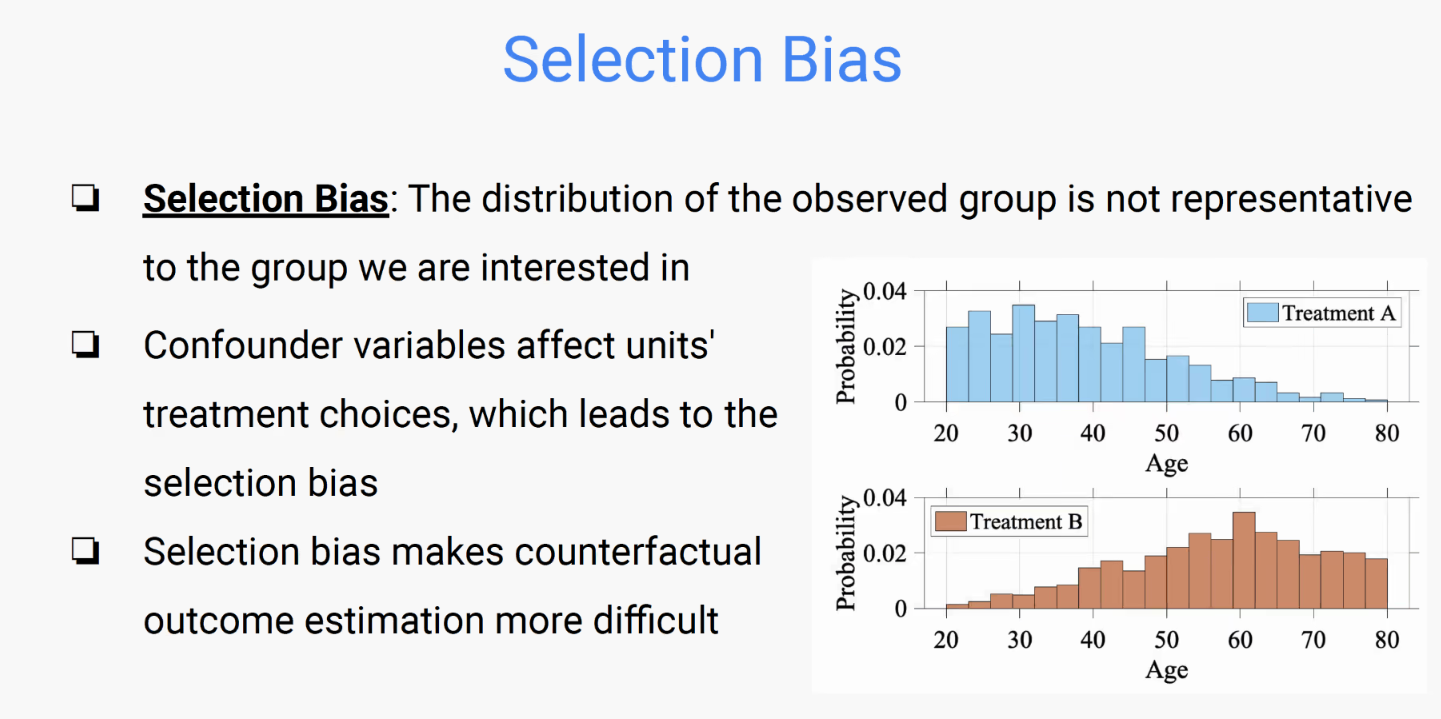 Selection Bias
❏ Selection Bias: The distribution of the observed group is not representative
to the group we are interested in
❏ Confounder variables affect units'
treatment choices, which leads to the
selection bias
❏ Selection bias makes counterfactual
outcome estimation more difficult
Probability
0.04
0.02
0
Treatment A
20 30 40 50 60 70 80
Age
Probability
0.04
0.02
0
Treatment B
20 30 40 50 60 70 80
Age